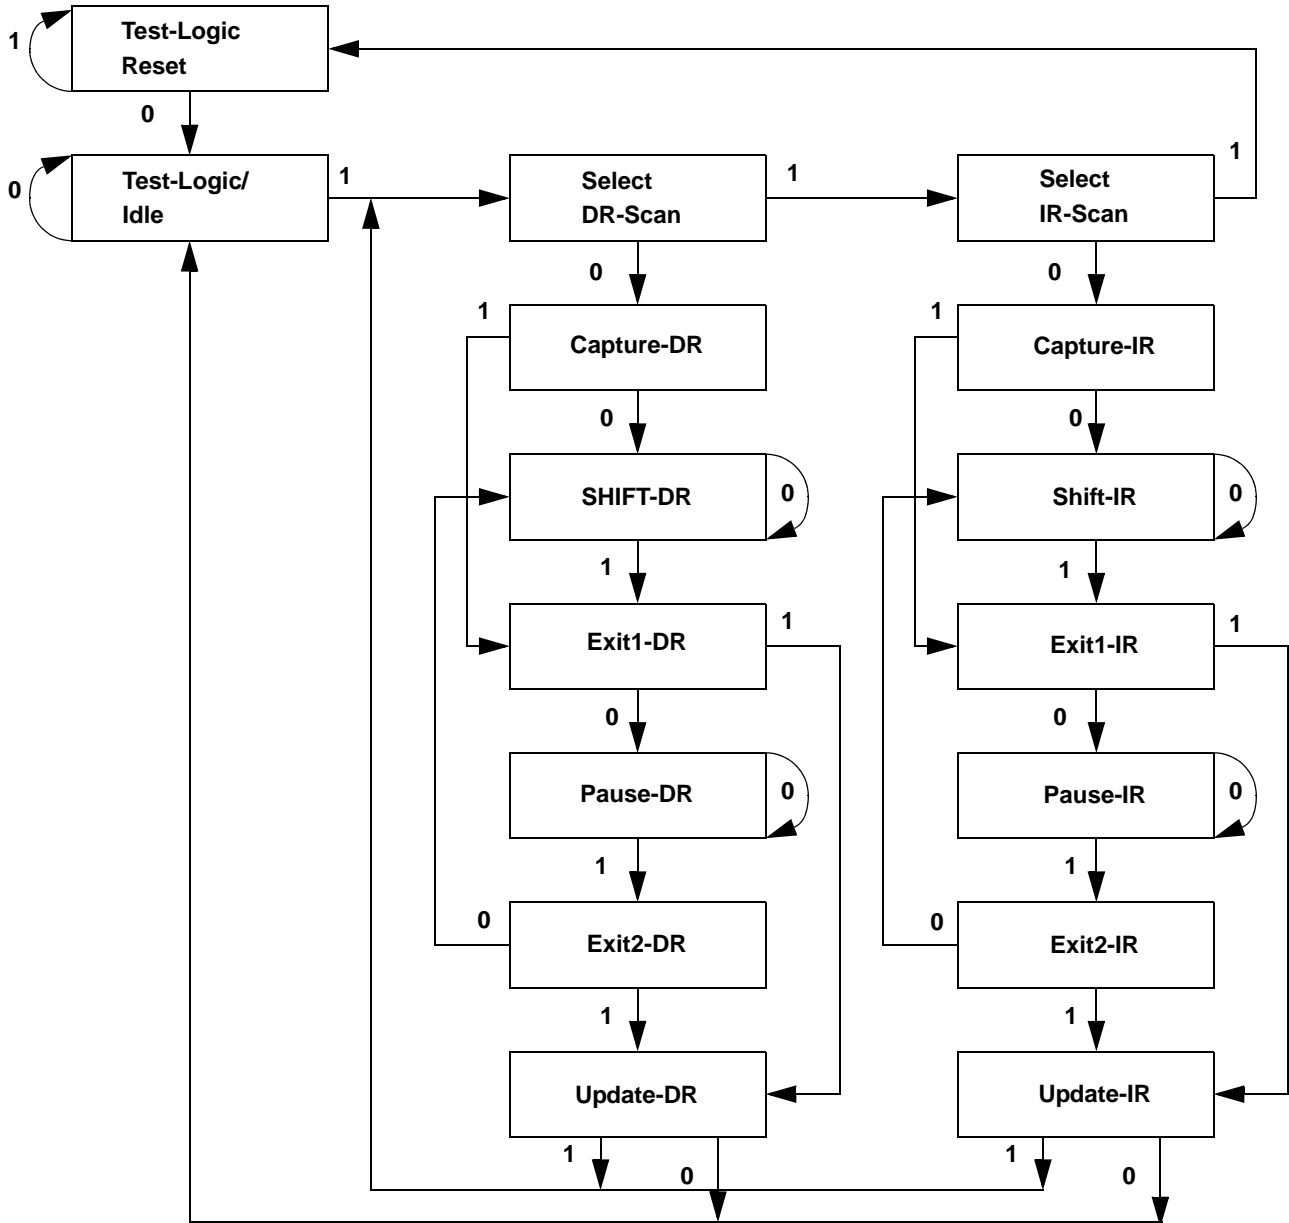 Test-Logic
Reset
1
0
Test-Logic/
Idle
0
1
Select
DR-Scan
1
Select
IR-Scan
1
0
0
1
Capture-DR
1
Capture-IR
0
0
SHIFT-DR
0
Shift-IR
0
1
1
Exit1-DR
1
Exit1-IR
1
0
0
Pause-DR
0
Pause-IR
0
1
1
0
Exit2-DR
0
Exit2-IR
1
1
Update-DR
Update-IR
1
0
1
0